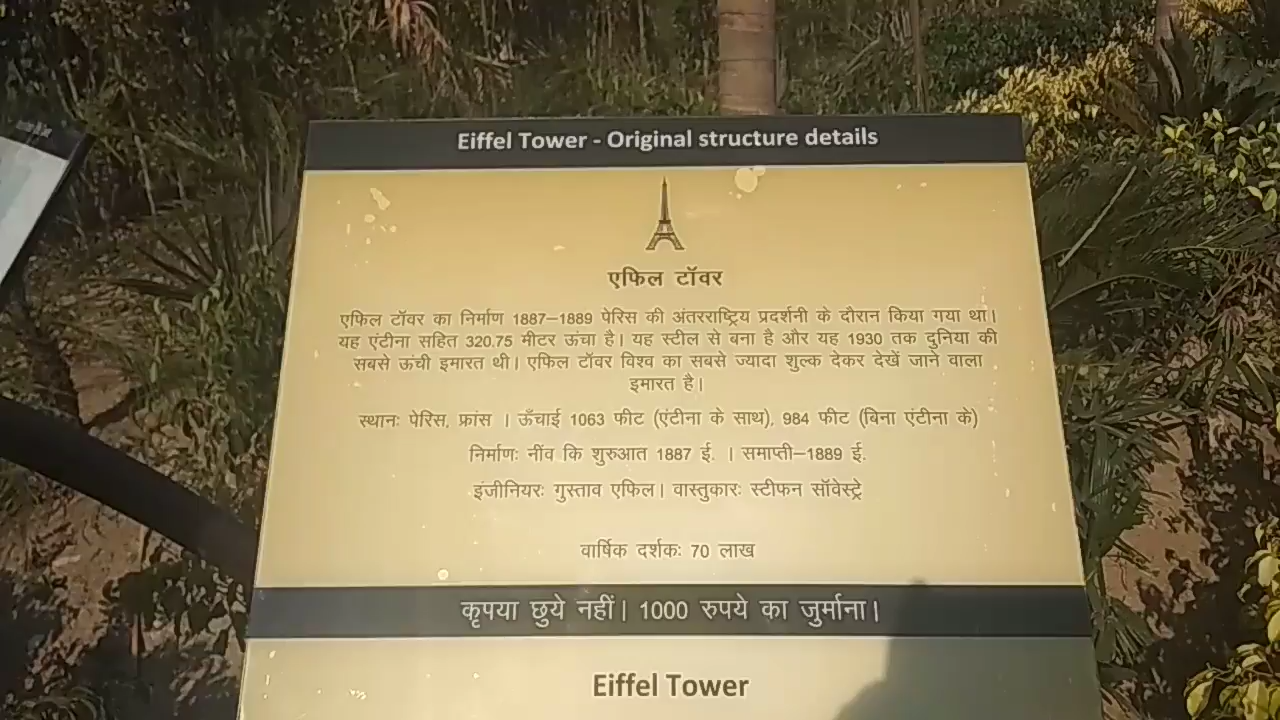 Eiffel Tower - Original structure details
एफिल टॉवर
एफिल टॉवर का निर्माण 1887–1889 पेरिस की अंतरराष्ट्रिय प्रदर्शनी के दौरान किया गया था।
यह एंटीना सहित 320.75 मीटर ऊंचा है। यह स्टील से बना है और यह 1930 तक दुनिया की
सबसे ऊंची इमारत थी। एफिल टॉवर विश्व का सबसे ज्यादा शुल्क देकर देखें जाने वाला
इमारत है।
स्थानः पेरिस, फ्रांस । ऊँचाई 1063 फीट (एंटीना के साथ), 984 फीट (बिना एंटीना के)
निर्माणः नींव कि शुरुआत 1887 ई. । समाप्ती–1889 ई.
इंजीनियरः गुस्ताव एफिल। वास्तुकारः स्टीफन सॉवेस्ट्रे
वार्षिक दर्शकः 70 लाख
कृपया छुये नहीं। 1000 रुपये का जुर्माना।
Eiffel Tower